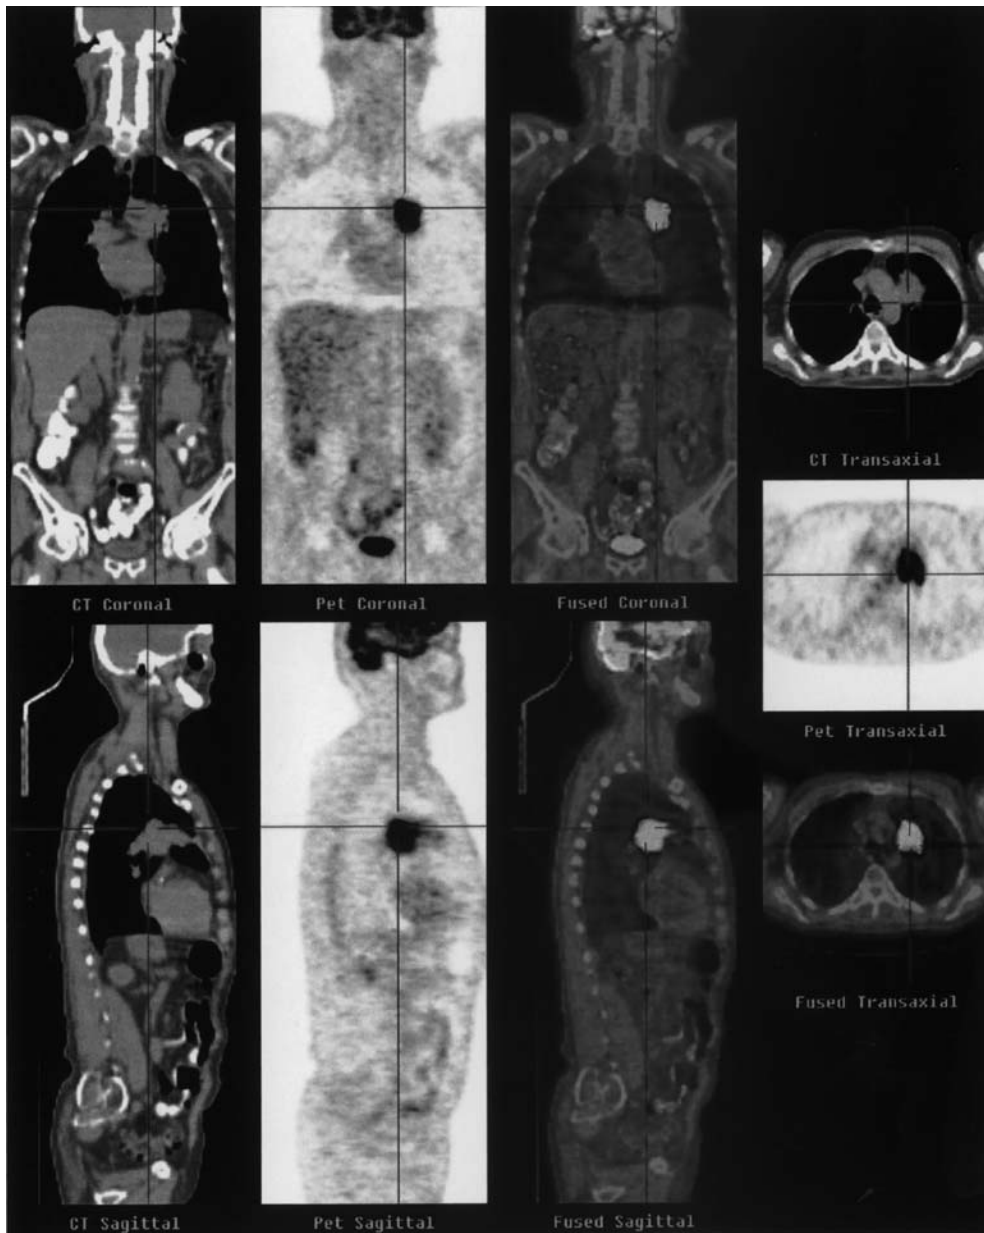 CT Coronal
Pet Coronal
Fused Coronal
CT Transaxial
Pet Transaxial
Fused Transaxial
CT Sagittal
Pet Sagittal
Fused Sagittal